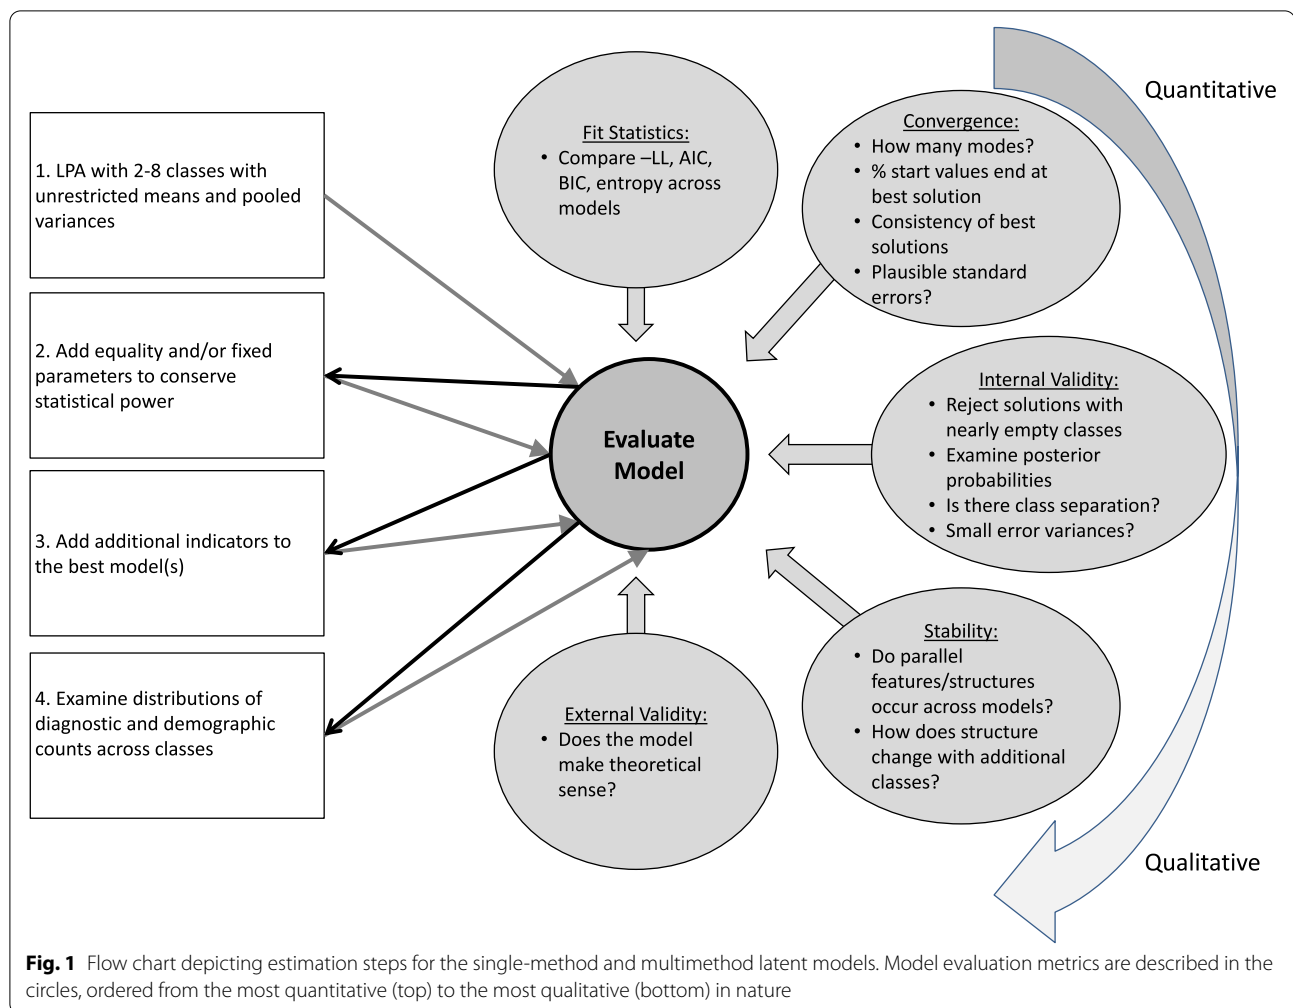 1. LPA with 2-8 classes with
unrestricted means and pooled
variances
2. Add equality and/or fixed
parameters to conserve
statistical power
3. Add additional indicators to
the best model(s)
4. Examine distributions of
diagnostic and demographic
counts across classes
Evaluate
Model
Fit Statistics:
• Compare –LL, AIC,
BIC, entropy across
models
Convergence:
• How many modes?
• % start values end at
best solution
• Consistency of best
solutions
• Plausible standard
errors?
Internal Validity:
• Reject solutions with
nearly empty classes
• Examine posterior
probabilities
• Is there class separation?
• Small error variances?
Stability:
• Do parallel
features/structures
occur across models?
• How does structure
change with additional
classes?
External Validity:
• Does the model
make theoretical
sense?
Quantitative
Qualitative
Fig. 1 Flow chart depicting estimation steps for the single-method and multimethod latent models. Model evaluation metrics are described in the
circles, ordered from the most quantitative (top) to the most qualitative (bottom) in nature